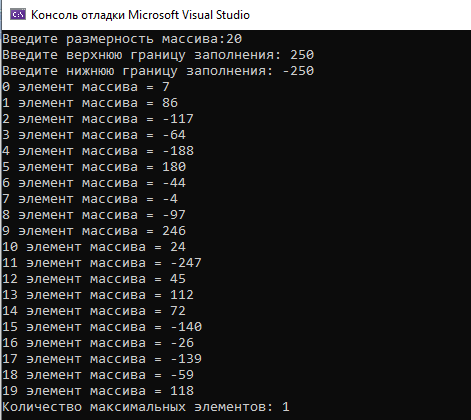 Консоль отладки Microsoft Visual Studio
Введите размерность массива:20
Введите верхнюю границу заполнения: 250
Введите нижнюю границу заполнения: -250
0 элемент массива = 7
1 элемент массива = 86
2 элемент массива = -117
3 элемент массива = -64
4 элемент массива = -188
5 элемент массива = 180
6 элемент массива = -44
7 элемент массива = -4
8 элемент массива = -97
9 элемент массива = 246
10 элемент массива = 24
11 элемент массива = -247
12 элемент массива = 45
13 элемент массива = 112
14 элемент массива = 72
15 элемент массива = -140
16 элемент массива = -26
17 элемент массива = -139
18 элемент массива = -59
19 элемент массива = 118
Количество максимальных элементов: 1